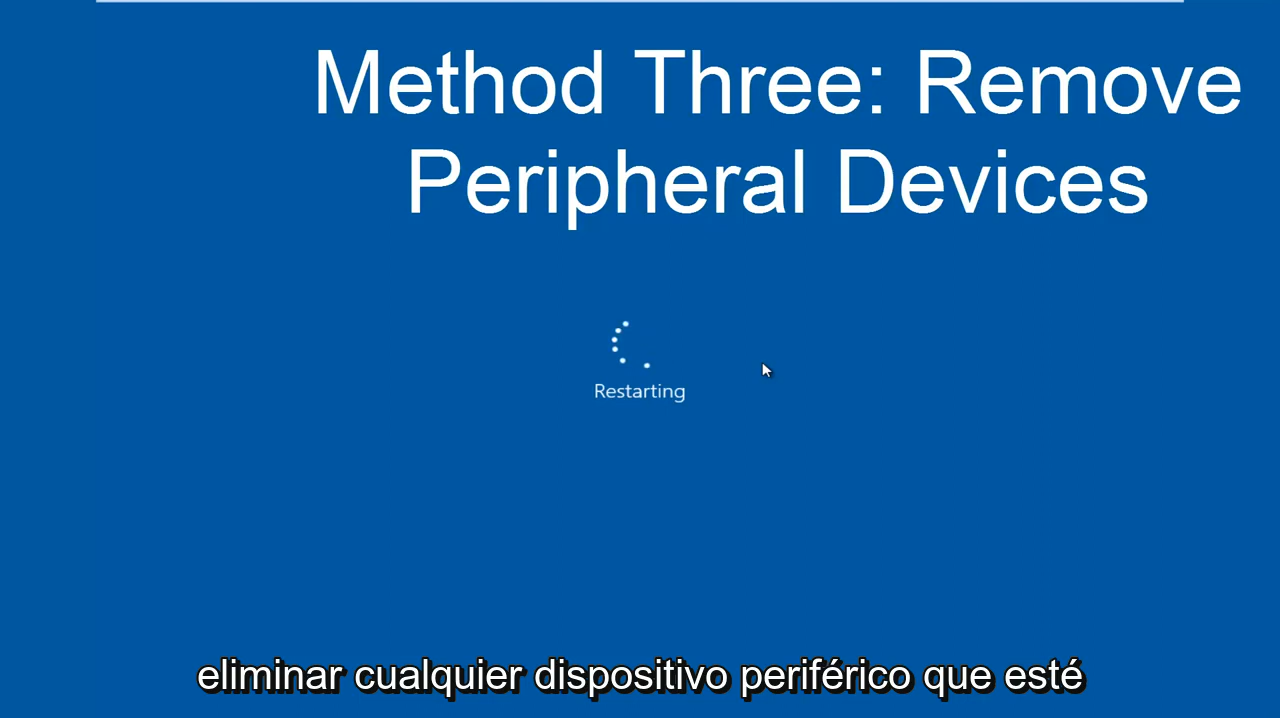 Method Three: Remove
Peripheral Devices
Restarting
eliminar cualquier dispositivo periférico que esté